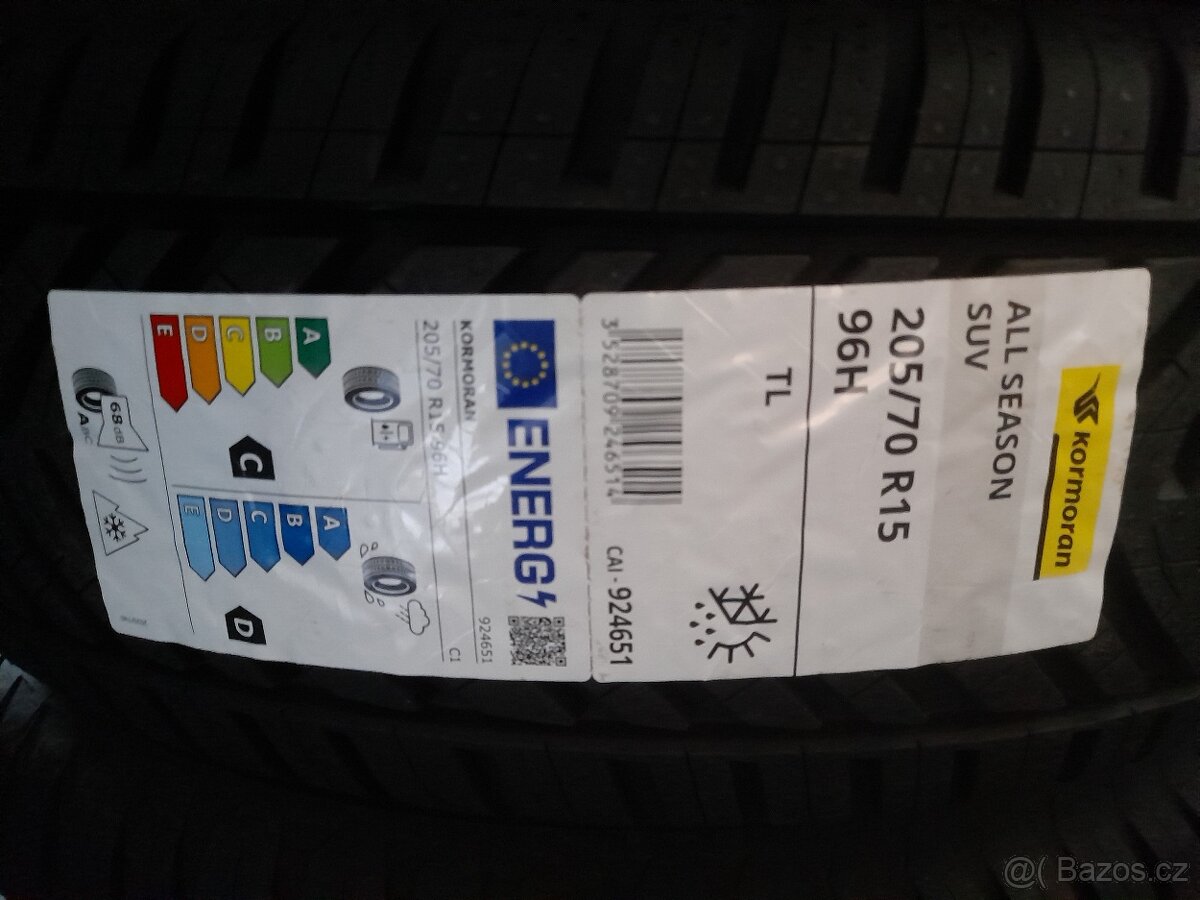 kormoran
ALL SEASON
SUV
205/70 R15
96H
TL
3528709246514
CAI - 924651
ENERG
KORMORAN
924651
205/70 R15 96H
C1
A
B
C
D
E
C
A
B
C
D
E
D
68 dB
ABC
@( Bazos.cz